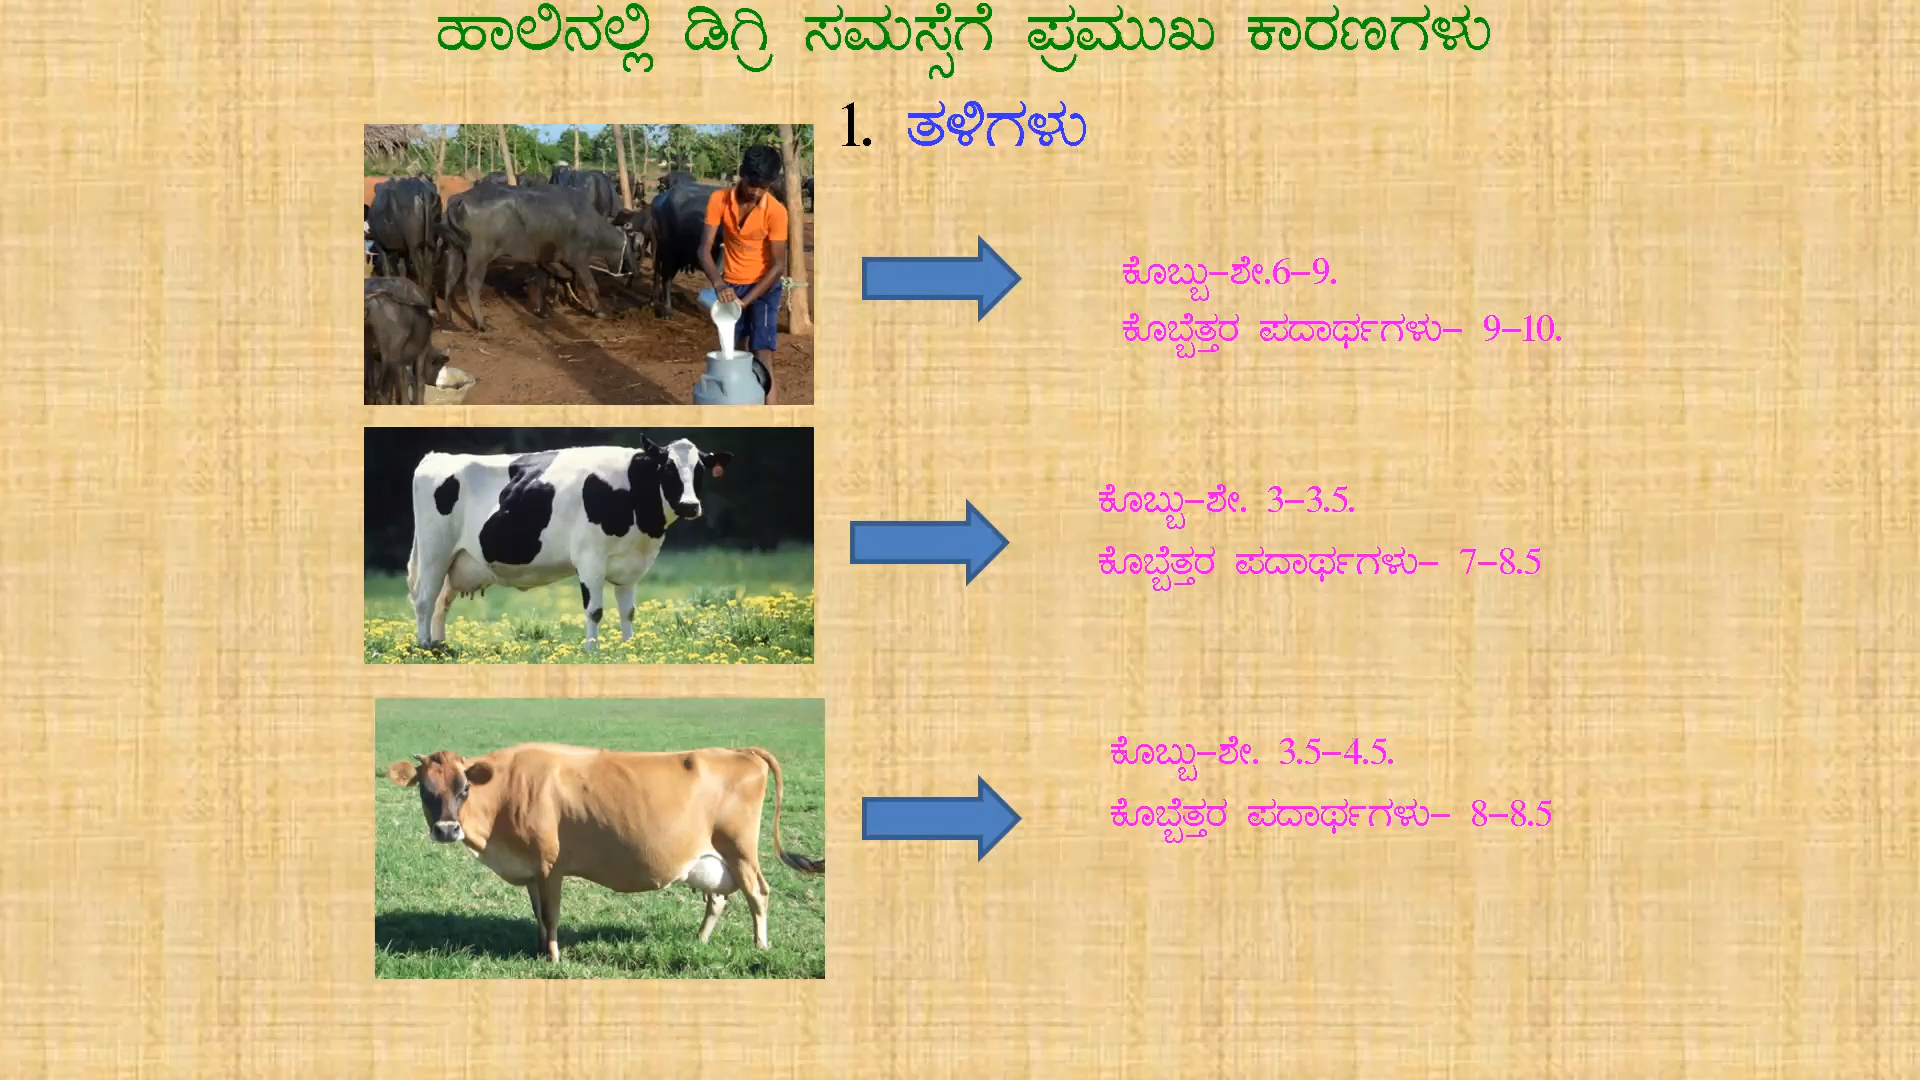 ಹಾಲಿನಲ್ಲಿ ಡಿಗ್ರಿ ಸಮಸ್ಸೆಗೆ ಪ್ರಮುಖ ಕಾರಣಗಳು
1. ತಳಿಗಳು
ಕೊಬ್ಬು-ಶೇ.6-9.
ಕೊಬ್ಬೆತ್ತರ ಪದಾರ್ಥಗಳು- 9-10.
ಕೊಬ್ಬು-ಶೇ. 3-3.5.
ಕೊಬ್ಬೆತ್ತರ ಪದಾರ್ಥಗಳು- 7-8.5
ಕೊಬ್ಬು-ಶೇ. 3.5-4.5.
ಕೊಬ್ಬೆತ್ತರ ಪದಾರ್ಥಗಳು- 8-8.5